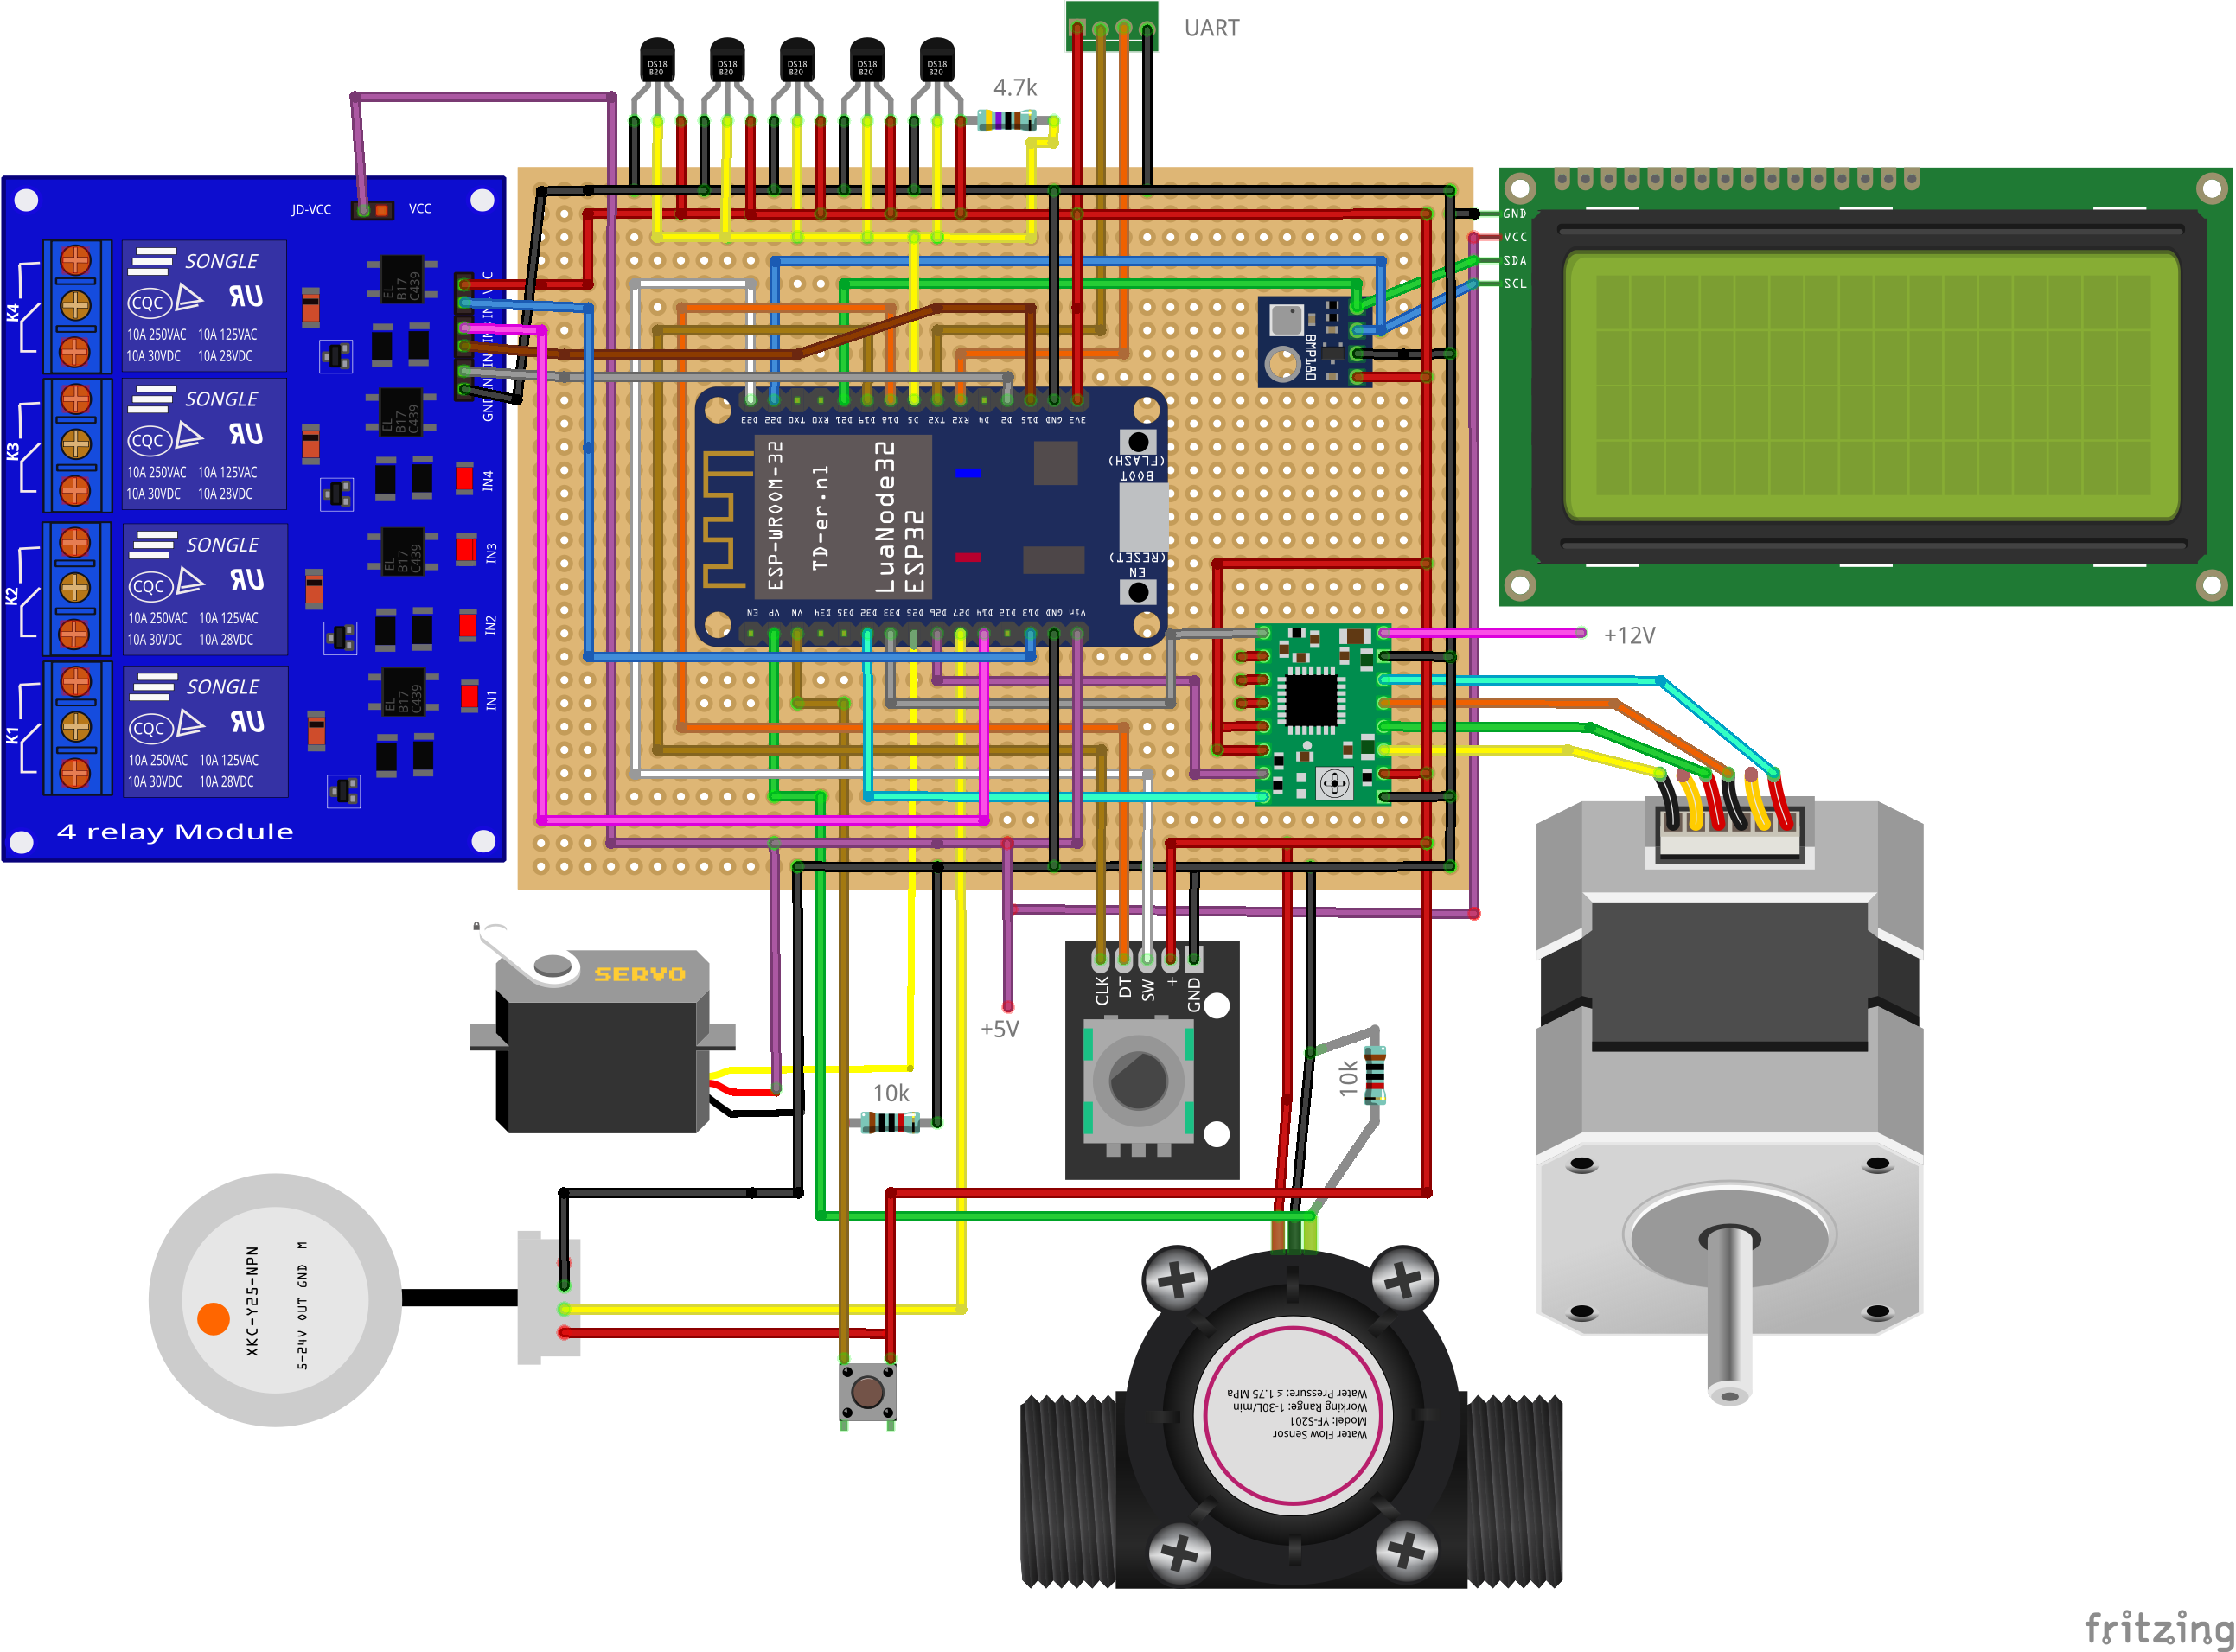 UART
DS18
B20
DS18
B20
DS18
B20
DS18
B20
DS18
B20
4.7k
JD-VCC
VCC
GND
VCC
SDA
SCL
K4
SONGLE
CQC
10A 250VAC 10A 125VAC
10A 30VDC 10A 28VDC
EL
B17
C439
K3
SONGLE
CQC
10A 250VAC 10A 125VAC
10A 30VDC 10A 28VDC
EL
B17
C439
K2
SONGLE
CQC
10A 250VAC 10A 125VAC
10A 30VDC 10A 28VDC
EL
B17
C439
K1
SONGLE
CQC
10A 250VAC 10A 125VAC
10A 30VDC 10A 28VDC
EL
B17
C439
GND
IN4
IN3
IN2
IN1
4 relay Module
BMP180
D23 D22 TXD RXD D21 D19 D18 D5 TX2 RX2 D4 D2 D15 GND 3V3
ESP-WROOM-32
TD-er.nl
LuaNode32
ESP32
BOOT
(FLASH)
EN
(RESET)
EN VP VN D34 D35 D32 D33 D25 D26 D27 D14 D12 D13 GND Vin
+12V
SERVO
+5V
CLK
DT
SW
+
GND
10k
10k
XKC-Y25-NPN
5-24V OUT GND M
Water Flow Sensor
Model: YF-S201
Working Range: 1-30L/min
Water Pressure: ≤ 1.75 MPa
fritzing